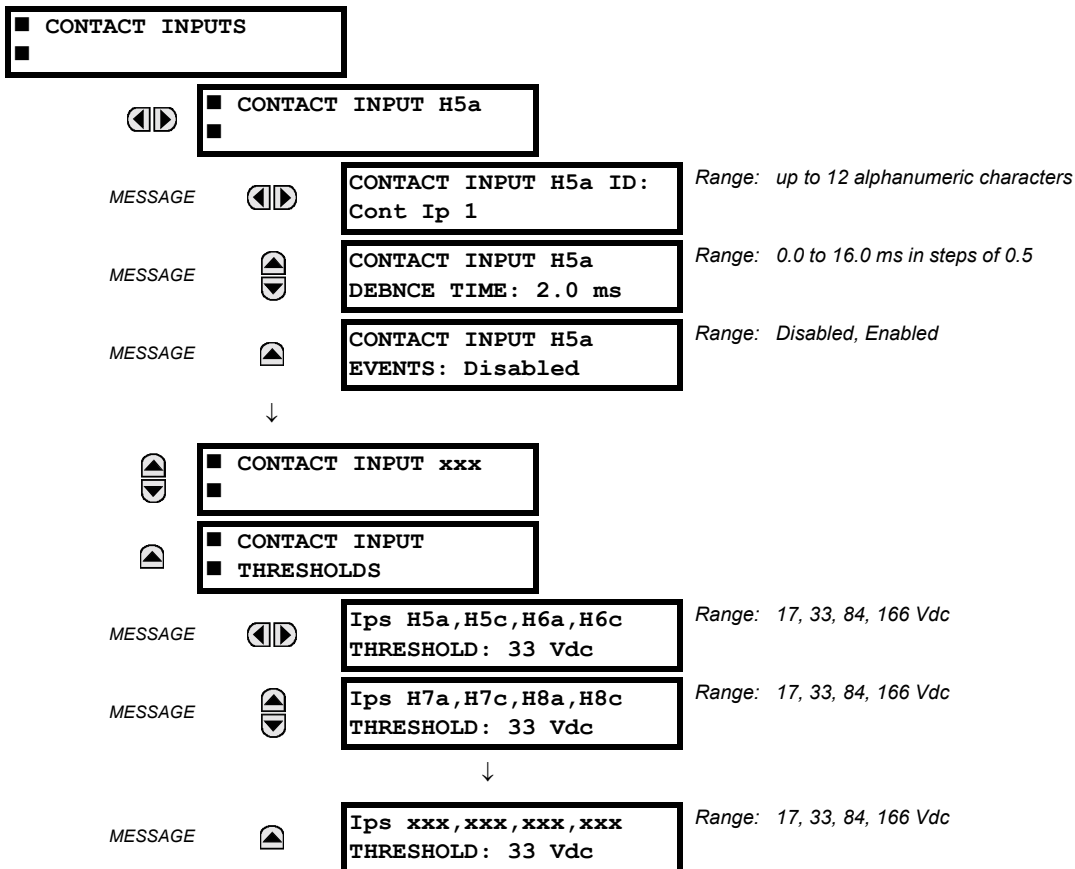 ■ CONTACT INPUTS
■
■ CONTACT INPUT H5a
■
MESSAGE
CONTACT INPUT H5a ID:
Cont Ip 1
Range: up to 12 alphanumeric characters
MESSAGE
CONTACT INPUT H5a
DEBNCE TIME: 2.0 ms
Range: 0.0 to 16.0 ms in steps of 0.5
MESSAGE
CONTACT INPUT H5a
EVENTS: Disabled
Range: Disabled, Enabled
↓
■ CONTACT INPUT xxx
■
■ CONTACT INPUT
■ THRESHOLDS
MESSAGE
Ips H5a,H5c,H6a,H6c
THRESHOLD: 33 Vdc
Range: 17, 33, 84, 166 Vdc
MESSAGE
Ips H7a,H7c,H8a,H8c
THRESHOLD: 33 Vdc
Range: 17, 33, 84, 166 Vdc
↓
MESSAGE
Ips xxx,xxx,xxx,xxx
THRESHOLD: 33 Vdc
Range: 17, 33, 84, 166 Vdc